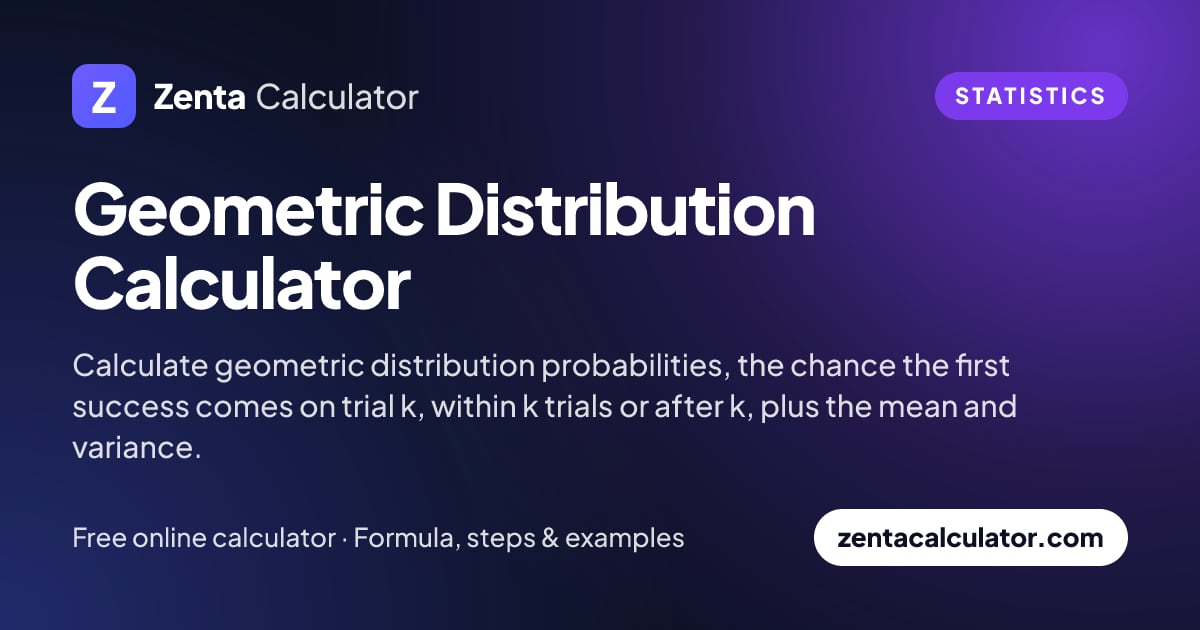 Z
Zenta Calculator
STATISTICS
Geometric Distribution
Calculator
Calculate geometric distribution probabilities, the chance the first
success comes on trial k, within k trials or after k, plus the mean and
variance.
Free online calculator · Formula, steps & examples
zentacalculator.com